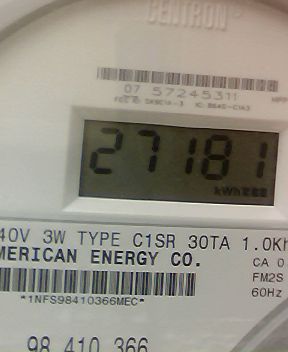 CENTRON®
07 57245311
27181
kWh
40V 3W TYPE C1SR 30TA 1.0Kh
MERICAN ENERGY CO.
CA 0
FM2S
*1NFS98410366MEC*
60Hz
98 410 366